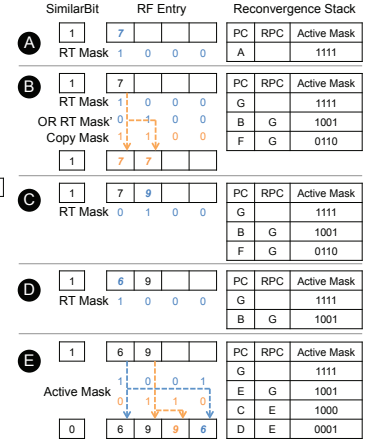 SimilarBit RF Entry Reconvergence Stack
A 1 7 PC RPC Active Mask
RT Mask 1 0 0 0 A 1111
B 1 7 PC RPC Active Mask
RT Mask 1 0 0 0 G 1111
OR RT Mask' 0 1 0 0 B G 1001
Copy Mask 1 1 0 0 F G 0110
1 7 7
C 1 7 9 PC RPC Active Mask
RT Mask 0 1 0 0 G 1111
B G 1001
F G 0110
D 1 6 9 PC RPC Active Mask
RT Mask 1 0 0 0 G 1111
B G 1001
E 1 6 9 PC RPC Active Mask
G 1111
Active Mask 1 0 0 1 E G 1001
0 1 1 0 C E 1000
0 6 9 9 6 D E 0001